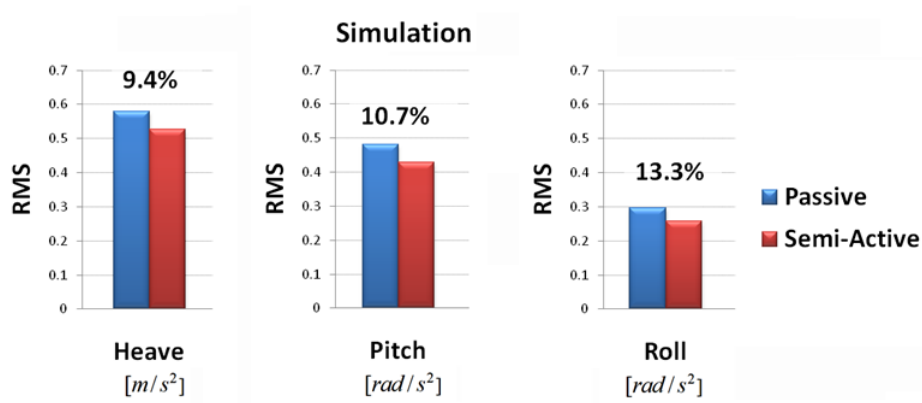 Simulation
9.4%
0.7
0.6
0.5
0.4
0.3
0.2
0.1
0
RMS
Heave
[m/s²]
10.7%
0.7
0.6
0.5
0.4
0.3
0.2
0.1
0
RMS
Pitch
[rad/s²]
13.3%
0.7
0.6
0.5
0.4
0.3
0.2
0.1
0
RMS
Roll
[rad/s²]
Passive
Semi-Active